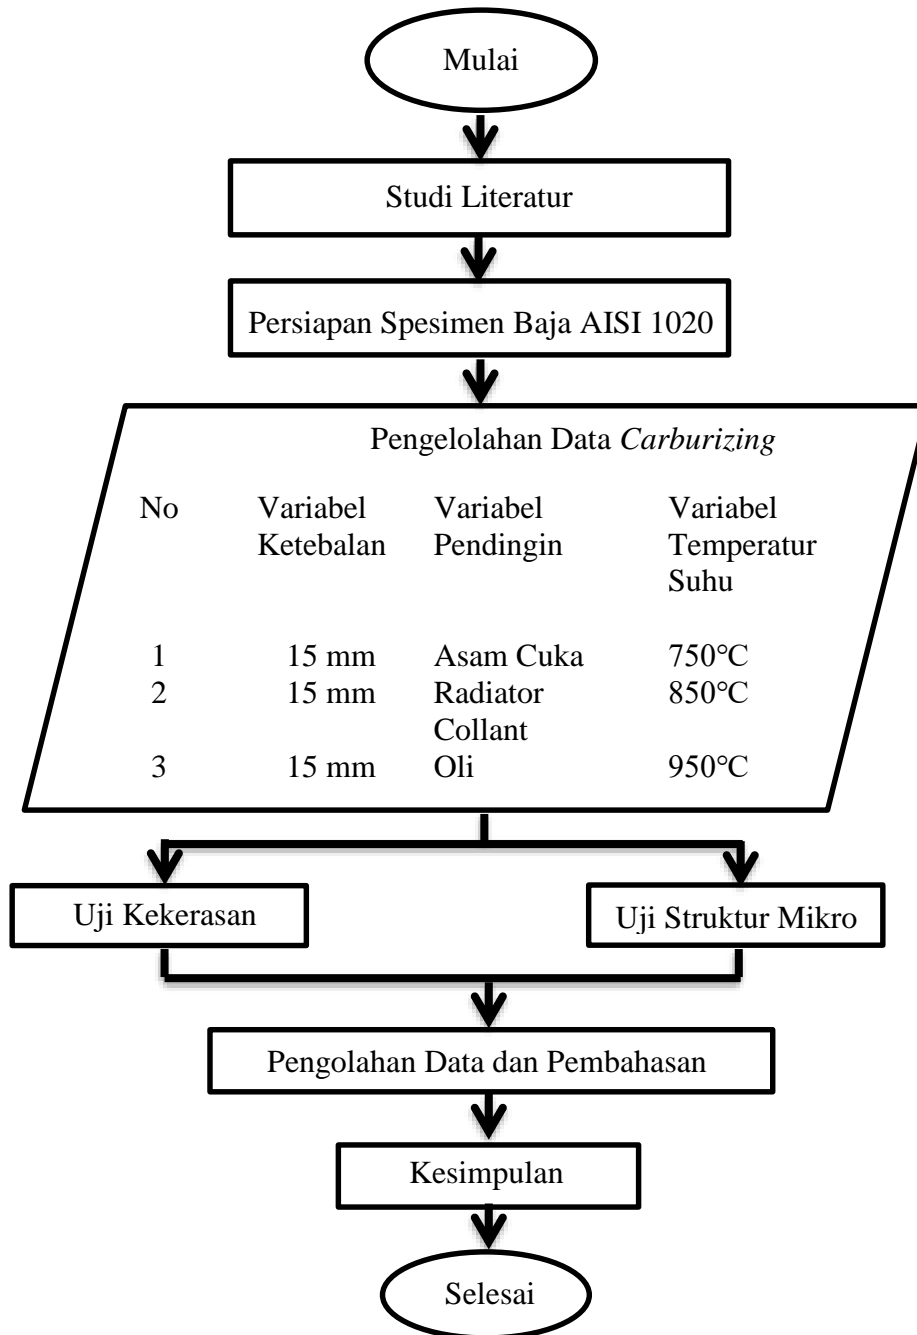 Mulai
Studi Literatur
Persiapan Spesimen Baja AISI 1020
Pengelolahan Data Carburizing
No Variabel Variabel Variabel
Ketebalan Pendingin Temperatur
Suhu
1 15 mm Asam Cuka 750°C
2 15 mm Radiator 850°C
Collant
3 15 mm Oli 950°C
Uji Kekerasan Uji Struktur Mikro
Pengolahan Data dan Pembahasan
Kesimpulan
Selesai